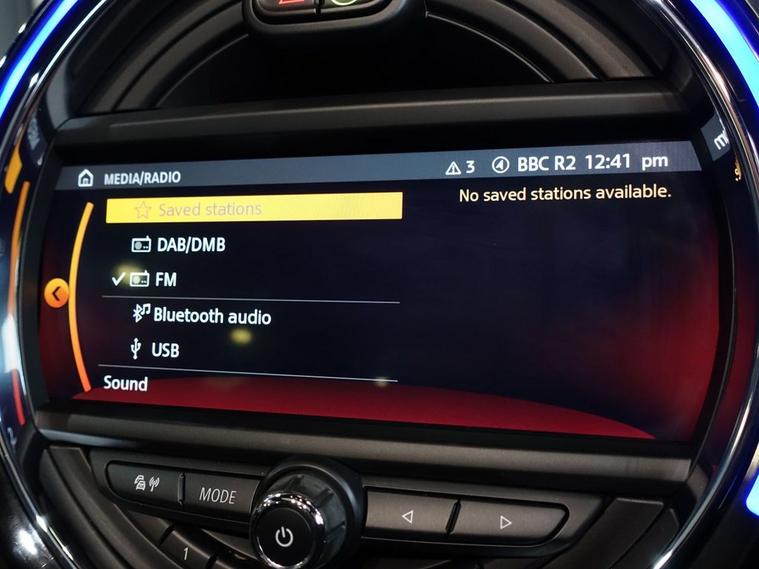 MEDIA/RADIO
3 BBC R2 12:41 pm
Saved stations
No saved stations available.
DAB/DMB
FM
Bluetooth audio
USB
Sound
MODE
1